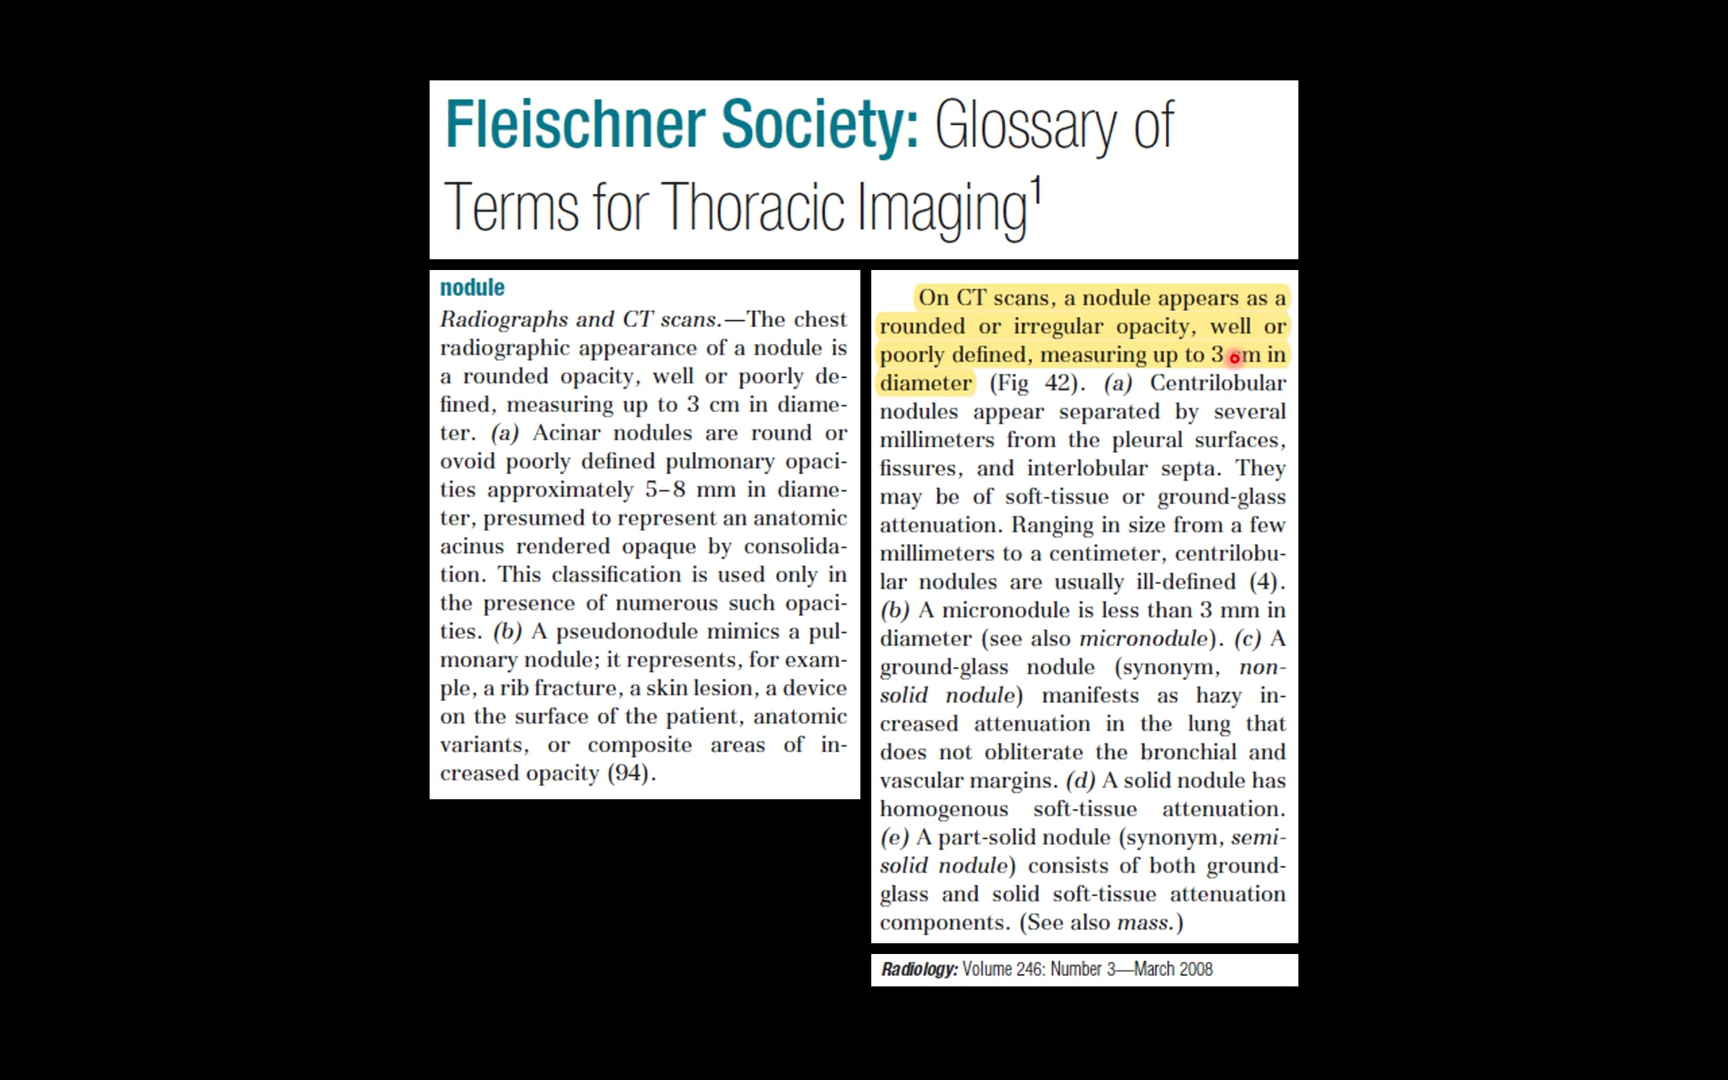 Fleischner Society: Glossary of
Terms for Thoracic Imaging¹
nodule
Radiographs and CT scans.—The chest
radiographic appearance of a nodule is
a rounded opacity, well or poorly de-
fined, measuring up to 3 cm in diame-
ter. (a) Acinar nodules are round or
ovoid poorly defined pulmonary opaci-
ties approximately 5–8 mm in diame-
ter, presumed to represent an anatomic
acinus rendered opaque by consolida-
tion. This classification is used only in
the presence of numerous such opaci-
ties. (b) A pseudonodule mimics a pul-
monary nodule; it represents, for exam-
ple, a rib fracture, a skin lesion, a device
on the surface of the patient, anatomic
variants, or composite areas of in-
creased opacity (94).
On CT scans, a nodule appears as a
rounded or irregular opacity, well or
poorly defined, measuring up to 3 cm in
diameter (Fig 42). (a) Centrilobular
nodules appear separated by several
millimeters from the pleural surfaces,
fissures, and interlobular septa. They
may be of soft-tissue or ground-glass
attenuation. Ranging in size from a few
millimeters to a centimeter, centrilobu-
lar nodules are usually ill-defined (4).
(b) A micronodule is less than 3 mm in
diameter (see also micronodule). (c) A
ground-glass nodule (synonym, non-
solid nodule) manifests as hazy in-
creased attenuation in the lung that
does not obliterate the bronchial and
vascular margins. (d) A solid nodule has
homogenous soft-tissue attenuation.
(e) A part-solid nodule (synonym, semi-
solid nodule) consists of both ground-
glass and solid soft-tissue attenuation
components. (See also mass.)
Radiology: Volume 246: Number 3—March 2008